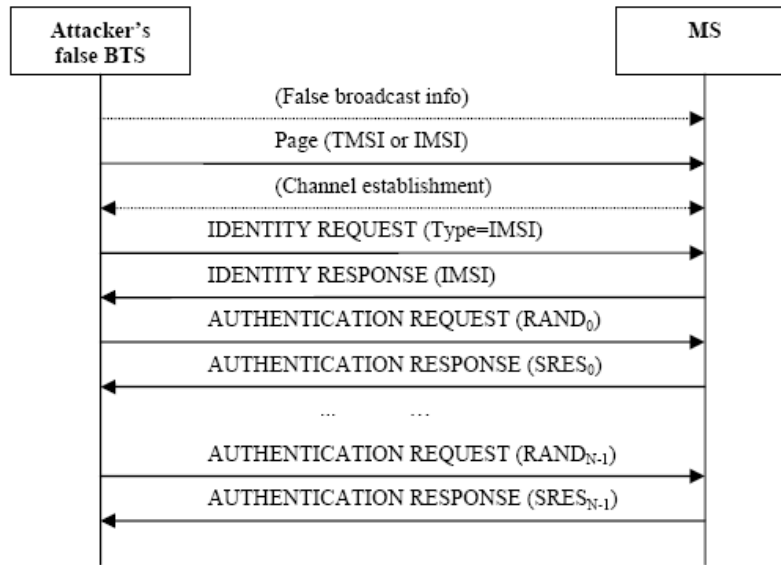 Attacker's
false BTS
MS
(False broadcast info)
Page (TMSI or IMSI)
(Channel establishment)
IDENTITY REQUEST (Type=IMSI)
IDENTITY RESPONSE (IMSI)
AUTHENTICATION REQUEST (RAND₀)
AUTHENTICATION RESPONSE (SRES₀)
... ...
AUTHENTICATION REQUEST (RANDN-1)
AUTHENTICATION RESPONSE (SRESN-1)